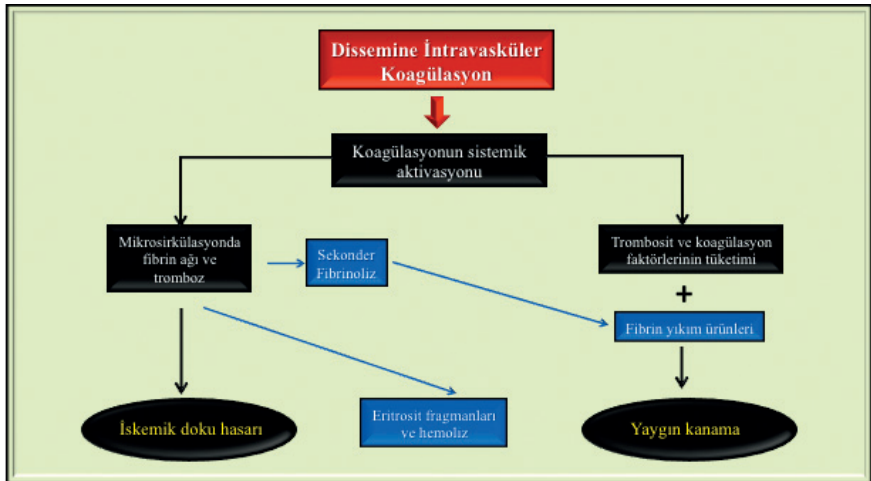 Dissemine İntravasküler
Koagülasyon
Koagülasyonun sistemik
aktivasyonu
Mikrosirkülasyonda
fibrin ağı ve
tromboz
Sekonder
Fibrinoliz
Trombosit ve koagülasyon
faktörlerinin tüketimi
+
Fibrin yıkım ürünleri
İskemik doku hasarı
Eritrosit fragmanları
ve hemolız
Yaygın kanama